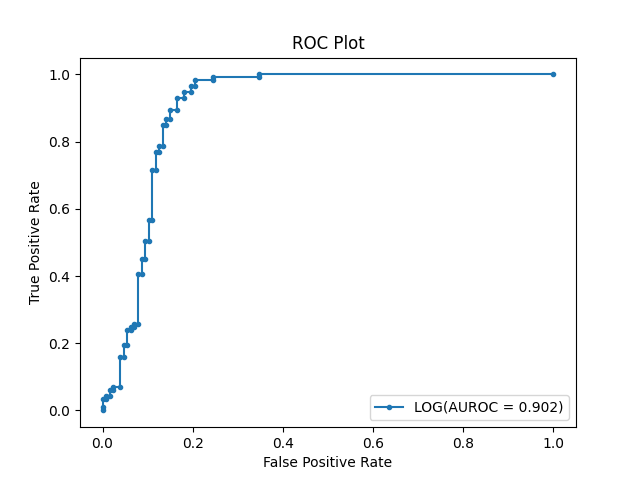 ROC Plot
1.0
0.8
0.6
0.4
0.2
0.0
True Positive Rate
LOG(AUROC = 0.902)
0.0 0.2 0.4 0.6 0.8 1.0
False Positive Rate